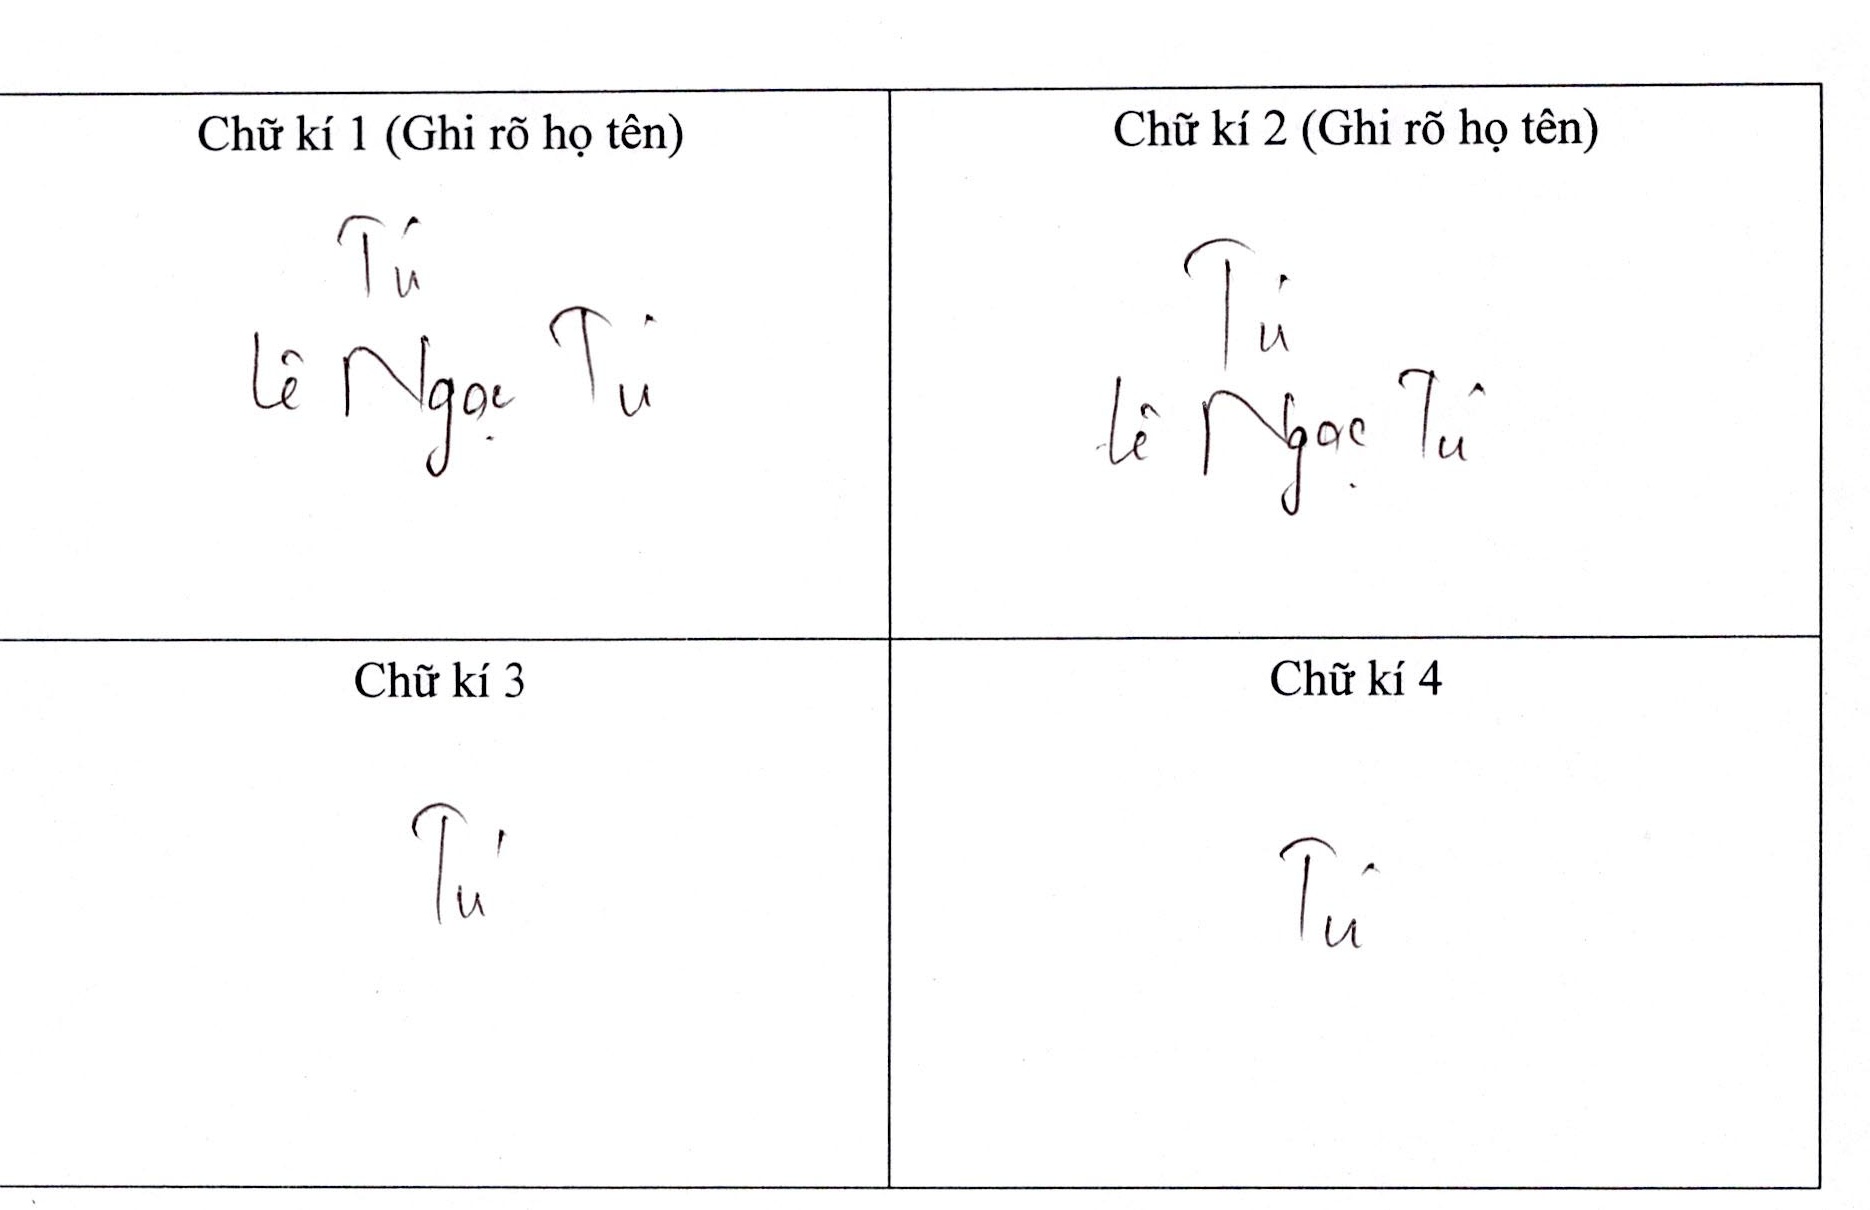 Chữ kí 1 (Ghi rõ họ tên)
Tú
Lê Ngọc Tú
Chữ kí 2 (Ghi rõ họ tên)
Tú
Lê Ngọc Tú
Chữ kí 3
Tú
Chữ kí 4
Tú